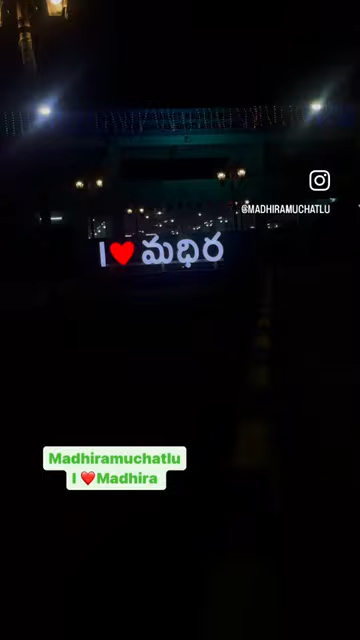 @MADHIRAMUCHATLU
I ❤ మధిర
Madhiramuchatlu
I ❤️Madhira